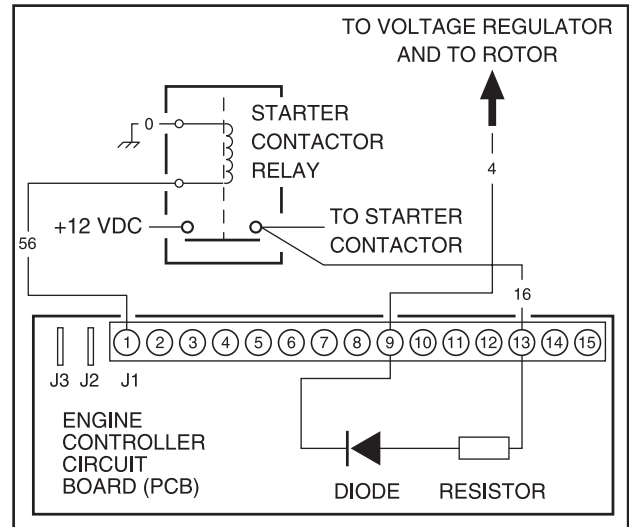 TO VOLTAGE REGULATOR
AND TO ROTOR
0
STARTER
CONTACTOR
RELAY
4
+12 VDC
TO STARTER
CONTACTOR
56
16
1 2 3 4 5 6 7 8 9 10 11 12 13 14 15
J3 J2 J1
ENGINE
CONTROLLER
CIRCUIT
BOARD (PCB)
DIODE RESISTOR